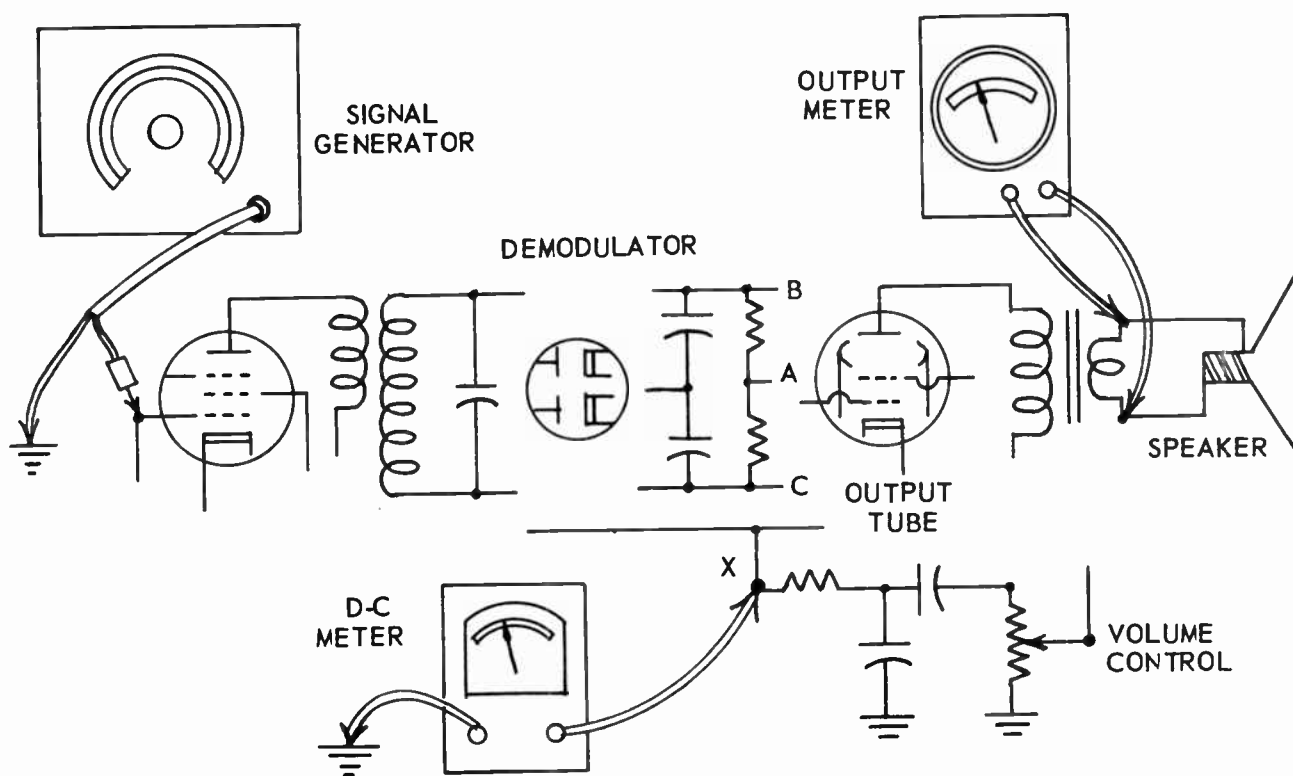 SIGNAL
GENERATOR
OUTPUT
METER
DEMODULATOR
B
A
C
SPEAKER
OUTPUT
TUBE
X
D-C
METER
VOLUME
CONTROL